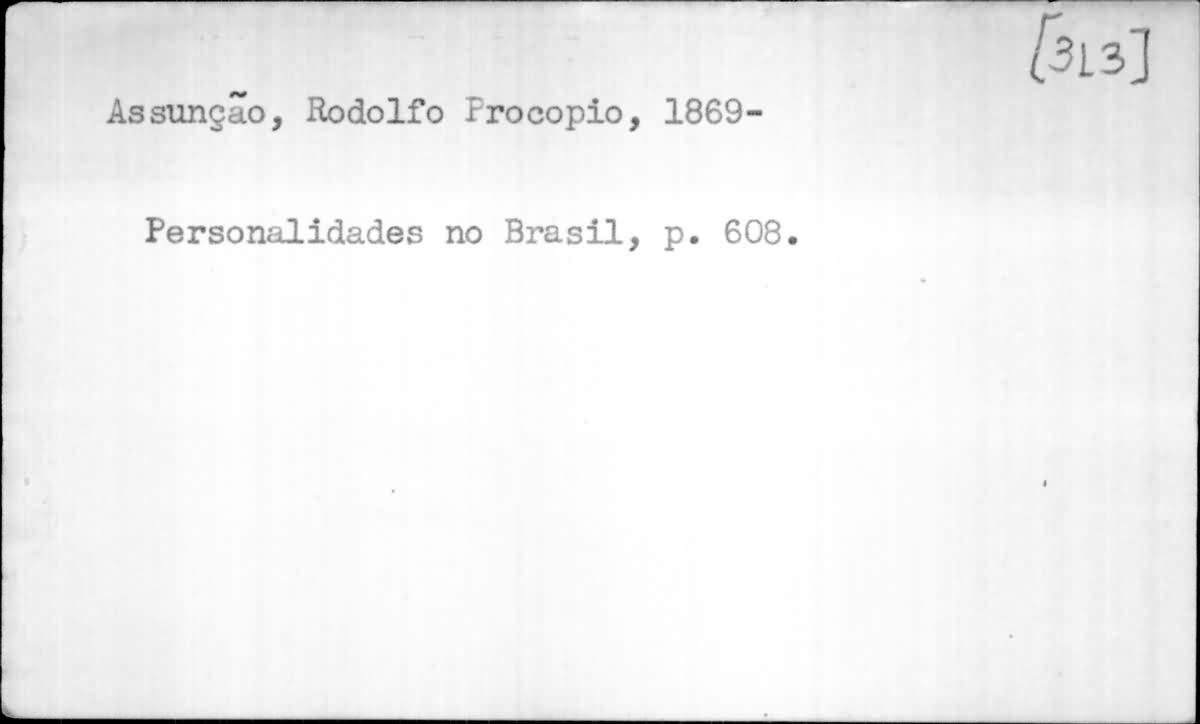 [313]
Assunção, Rodolfo Procopio, 1869-
Personalidades no Brasil, p. 608.